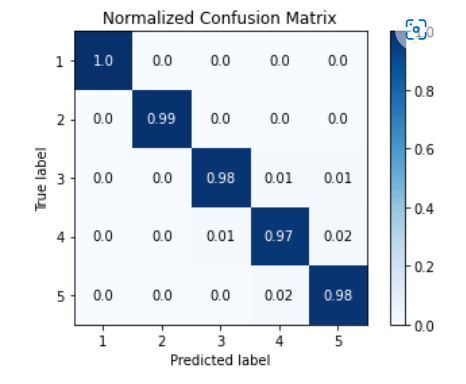 Normalized Confusion Matrix
1 1.0 0.0 0.0 0.0 0.0
2 0.0 0.99 0.0 0.0 0.0
3 0.0 0.0 0.98 0.01 0.01
4 0.0 0.0 0.01 0.97 0.02
5 0.0 0.0 0.0 0.02 0.98
1 2 3 4 5
True label
Predicted label
0.8
0.6
0.4
0.2
0.0